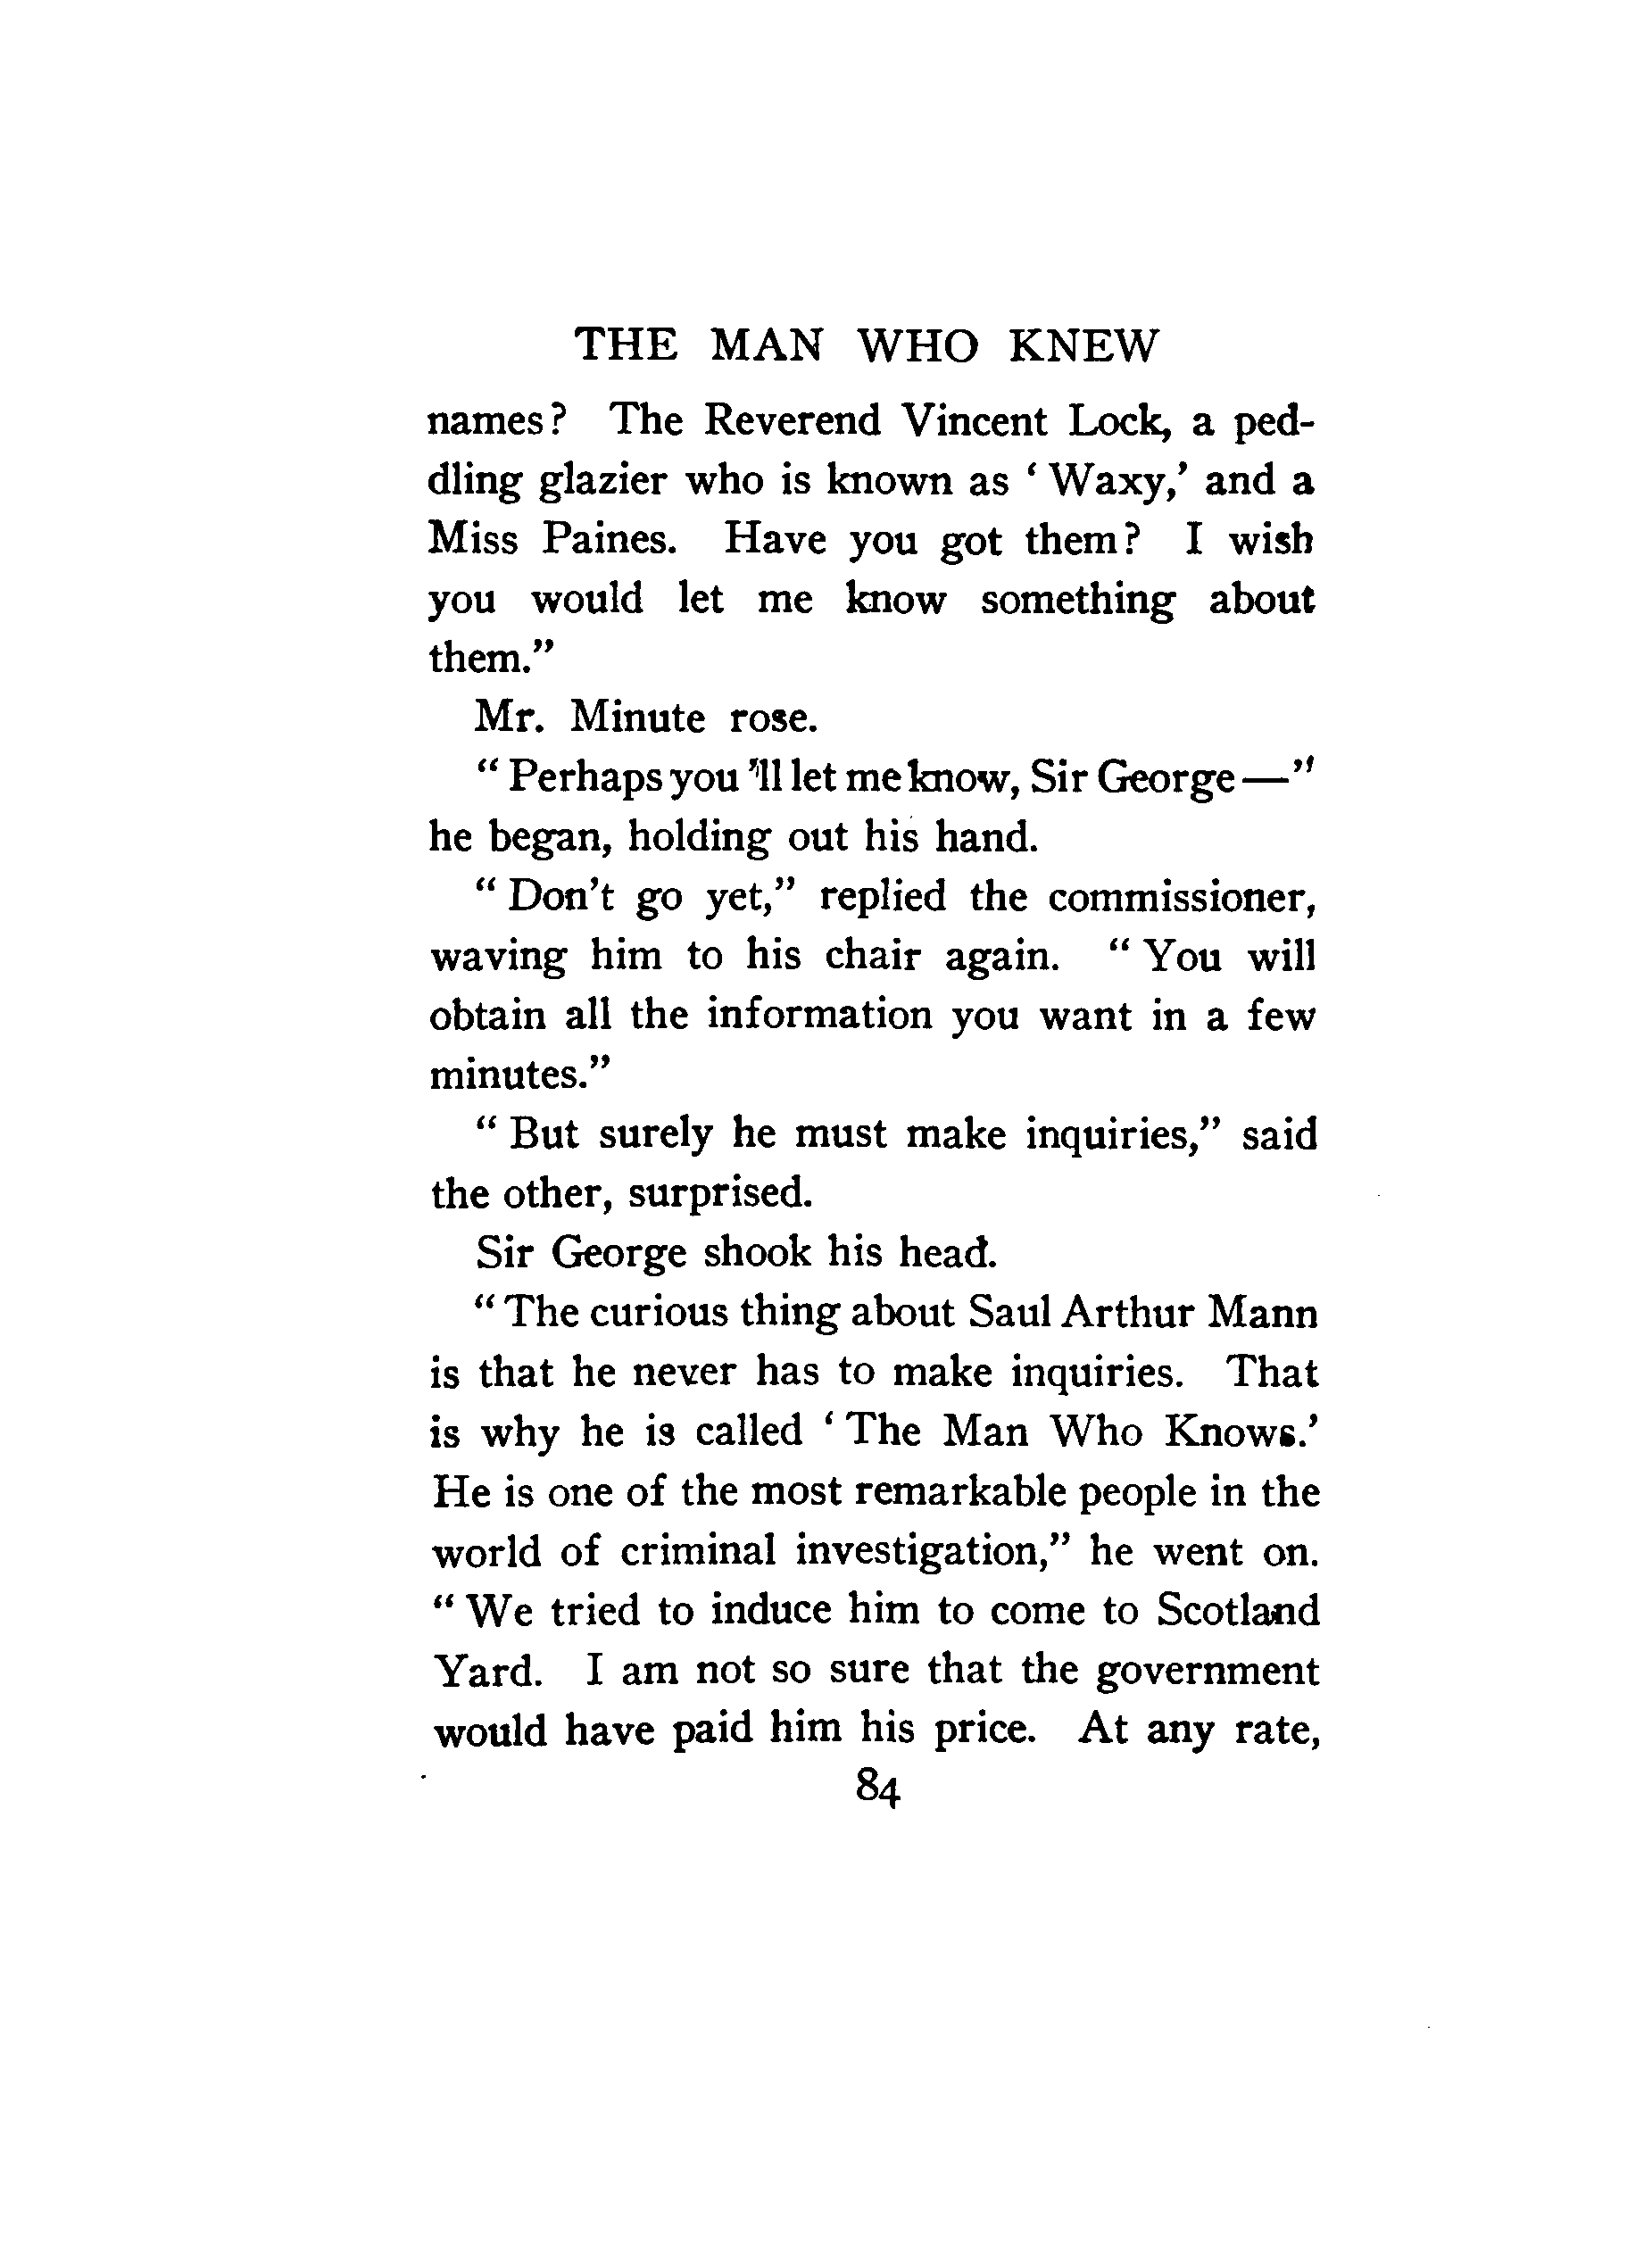 THE MAN WHO KNEW
names? The Reverend Vincent Lock, a ped-
dling glazier who is known as ‘Waxy,’ and a
Miss Paines. Have you got them? I wish
you would let me know something about
them.”
Mr. Minute rose.
“Perhaps you ’ll let me know, Sir George—”
he began, holding out his hand.
“Don’t go yet,” replied the commissioner,
waving him to his chair again. “You will
obtain all the information you want in a few
minutes.”
“But surely he must make inquiries,” said
the other, surprised.
Sir George shook his head.
“The curious thing about Saul Arthur Mann
is that he never has to make inquiries. That
is why he is called ‘The Man Who Knows.’
He is one of the most remarkable people in the
world of criminal investigation,” he went on.
“We tried to induce him to come to Scotland
Yard. I am not so sure that the government
would have paid him his price. At any rate,
84